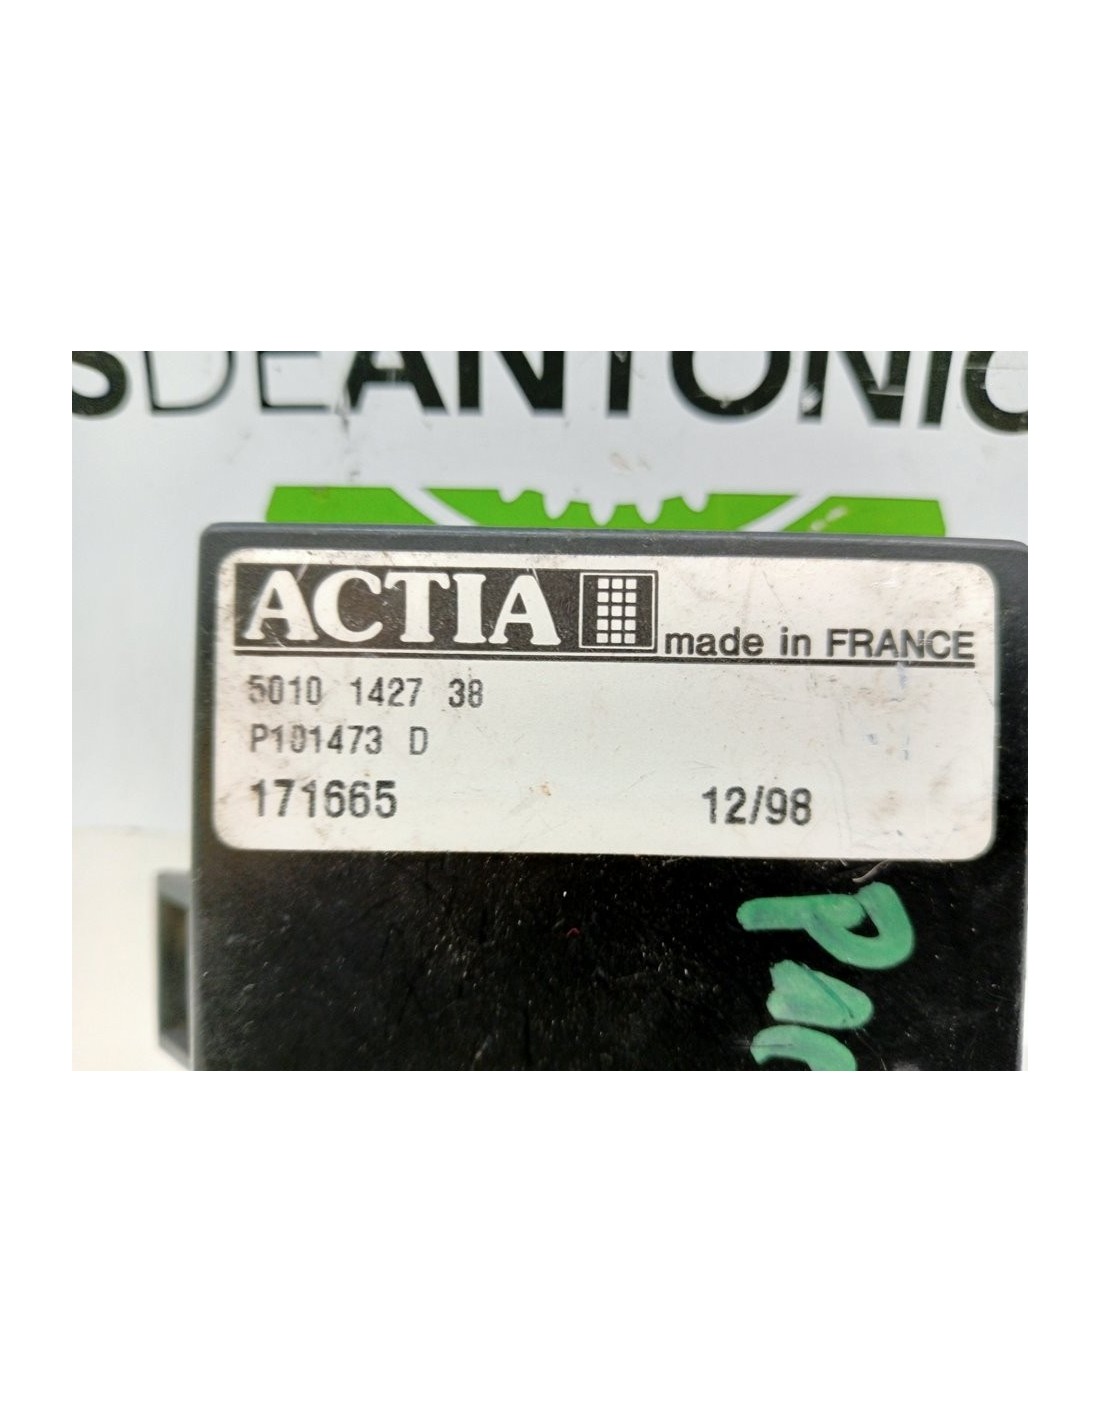 SDEANTONIO
ACTIA made in FRANCE
5010 1427 38
P101473 D
171665 12/98